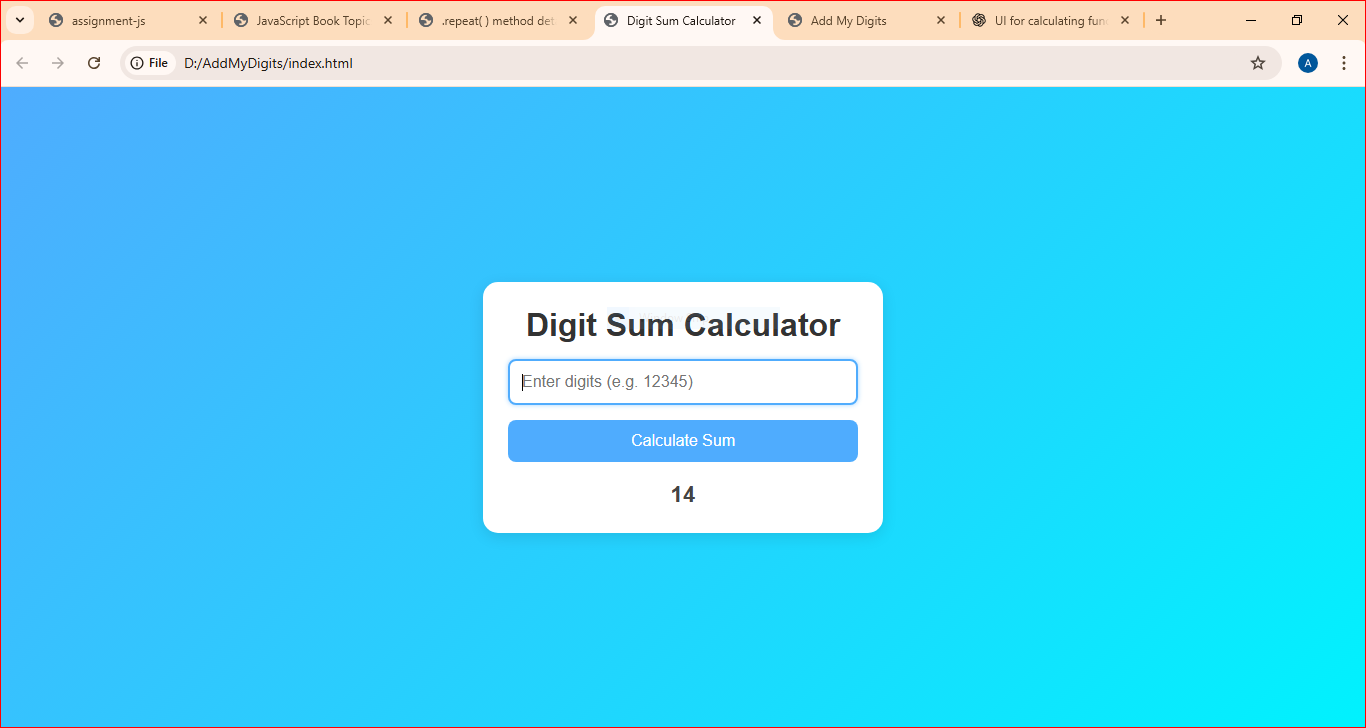 assignment-js
JavaScript Book Topic
.repeat( ) method det
Digit Sum Calculator
Add My Digits
UI for calculating fun
File
D:/AddMyDigits/index.html
A
Digit Sum Calculator
Enter digits (e.g. 12345)
Calculate Sum
14